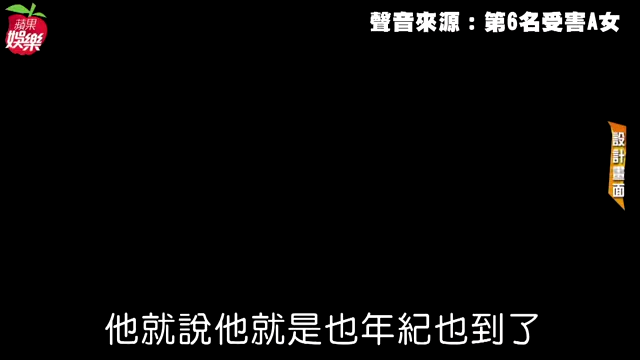 蘋果
娛樂
聲音來源：第6名受害A女
設計畫面
他就說他就是也年紀也到了